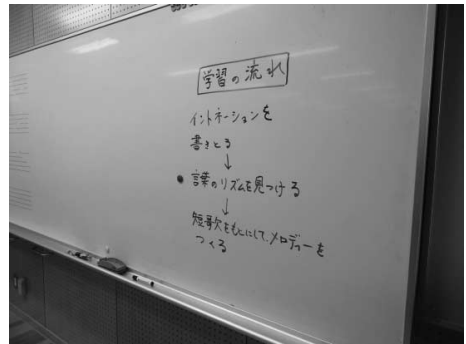 学習の流れ
イントネーションを
書きとる
↓
● 言葉のリズムを見つける
↓
短歌をもとにして、メロディーを
つくる